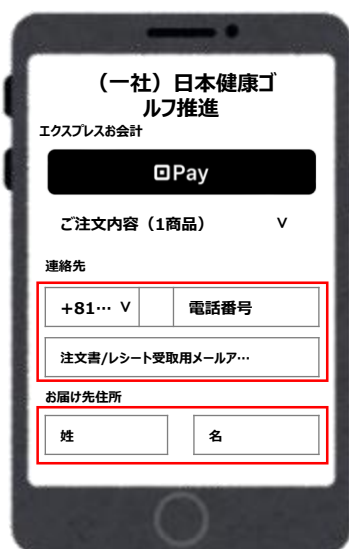 （一社）日本健康ゴ
ルフ推進
エクスプレスお会計
Pay
ご注文内容（1商品） ∨
連絡先
+81… ∨ 電話番号
注文書/レシート受取用メールア…
お届け先住所
姓 名